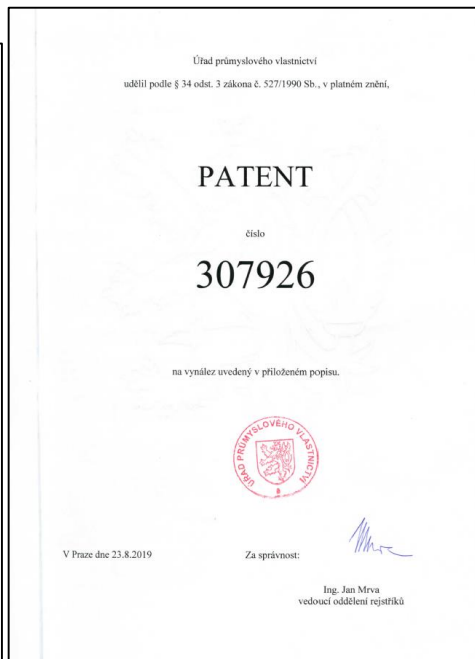 Úřad průmyslového vlastnictví
udělil podle § 34 odst. 3 zákona č. 527/1990 Sb., v platném znění,
PATENT
číslo
307926
na vynález uvedený v přiloženém popisu.
ÚŘAD PRŮMYSLOVÉHO VLASTNICTVÍ
V Praze dne 23.8.2019
Za správnost:
Ing. Jan Mrva
vedoucí oddělení rejstříků